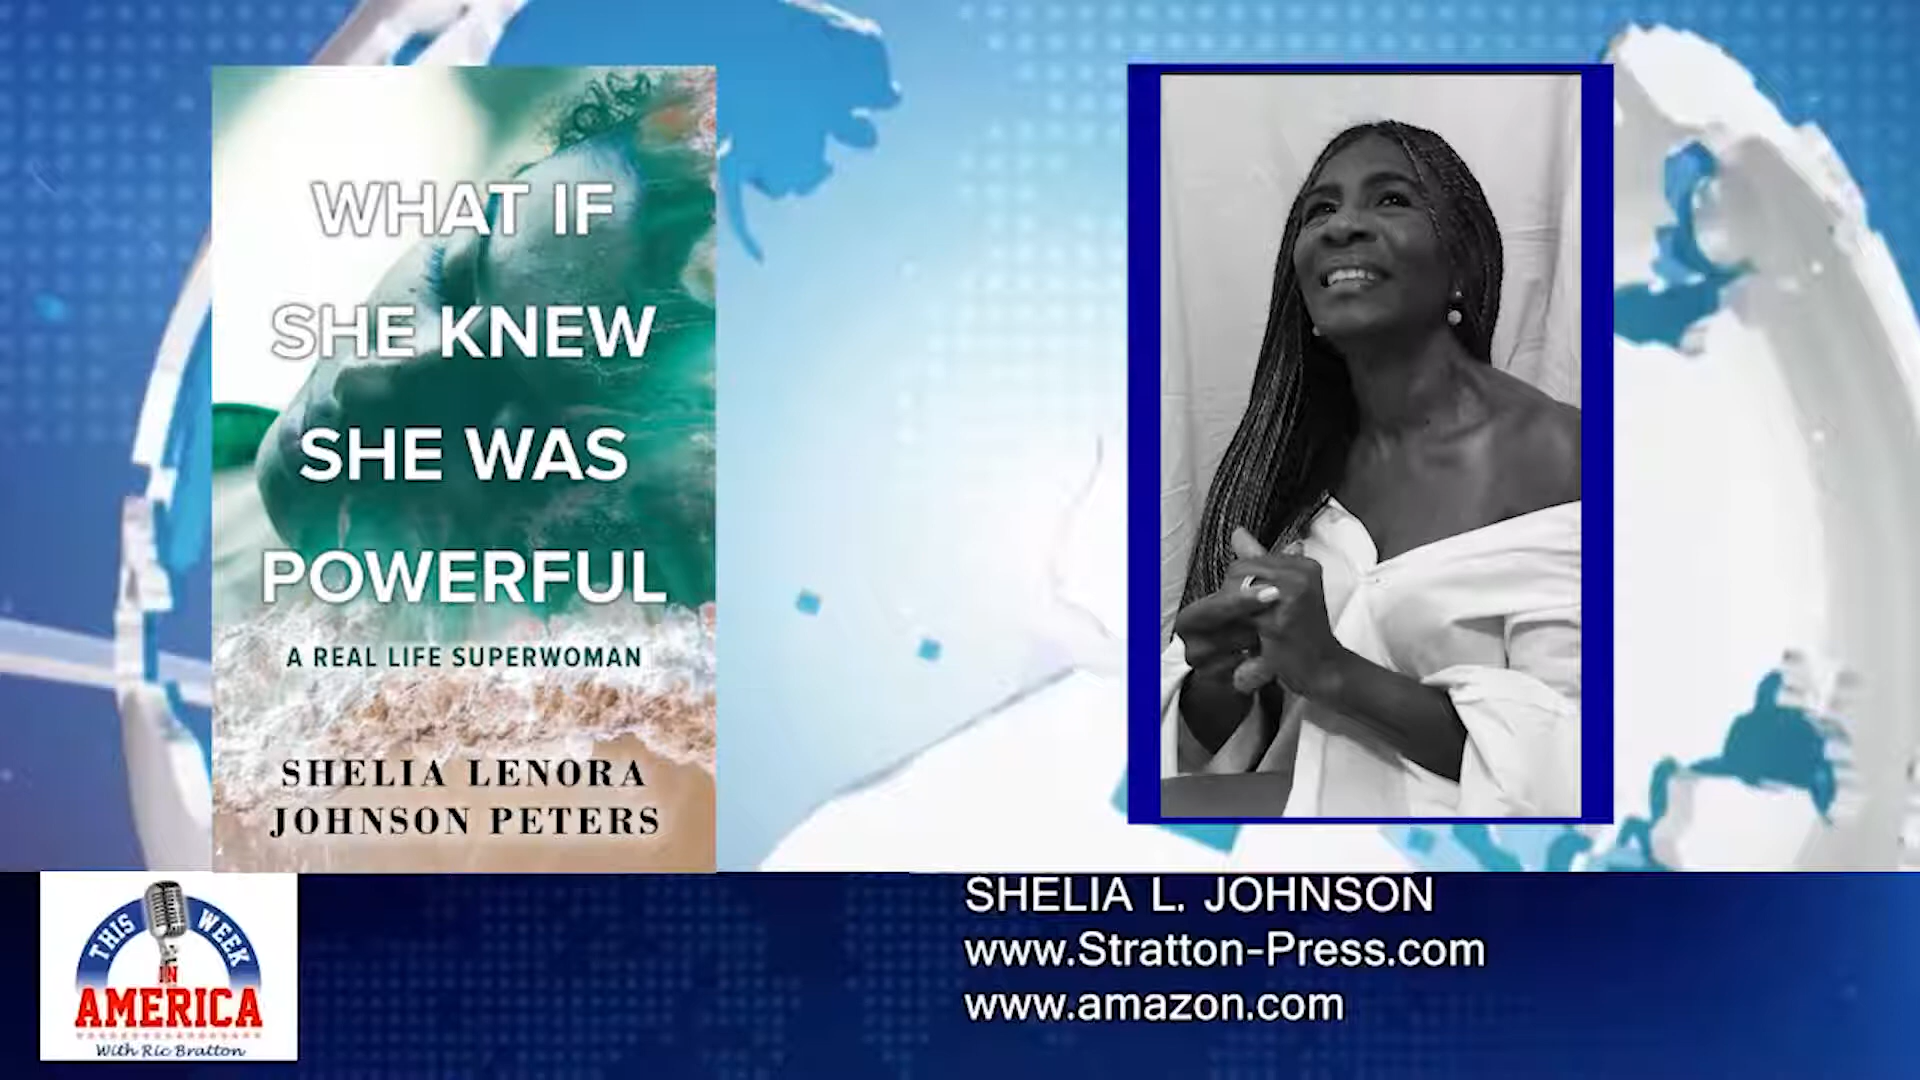 WHAT IF
SHE KNEW
SHE WAS
POWERFUL
A REAL LIFE SUPERWOMAN
SHELIA LENORA
JOHNSON PETERS
THIS WEEK
IN
AMERICA
With Ric Bratton
SHELIA L. JOHNSON
www.Stratton-Press.com
www.amazon.com